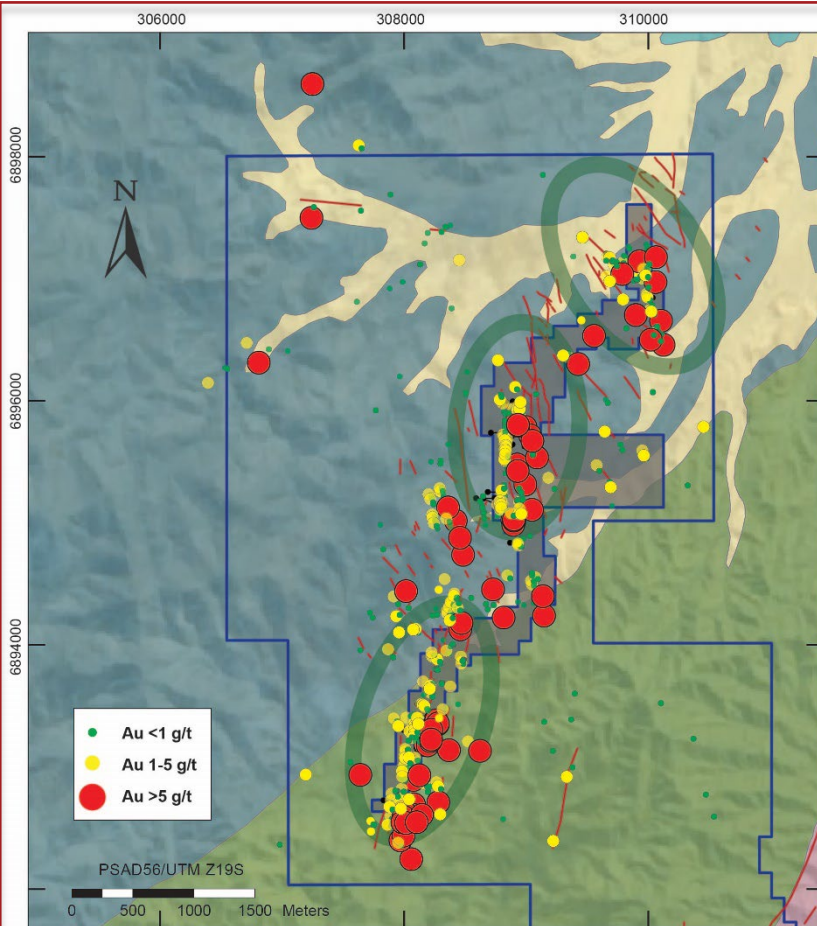 306000 308000 310000
6898000
N
6896000
6894000
Au <1 g/t
Au 1-5 g/t
Au >5 g/t
PSAD56/UTM Z19S
0 500 1000 1500 Meters